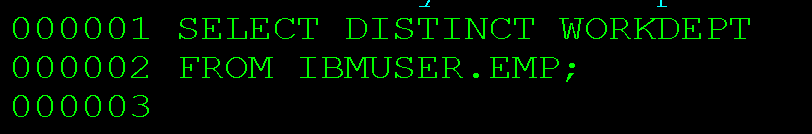 000001 SELECT DISTINCT WORKDEPT
000002 FROM IBMUSER.EMP;
000003